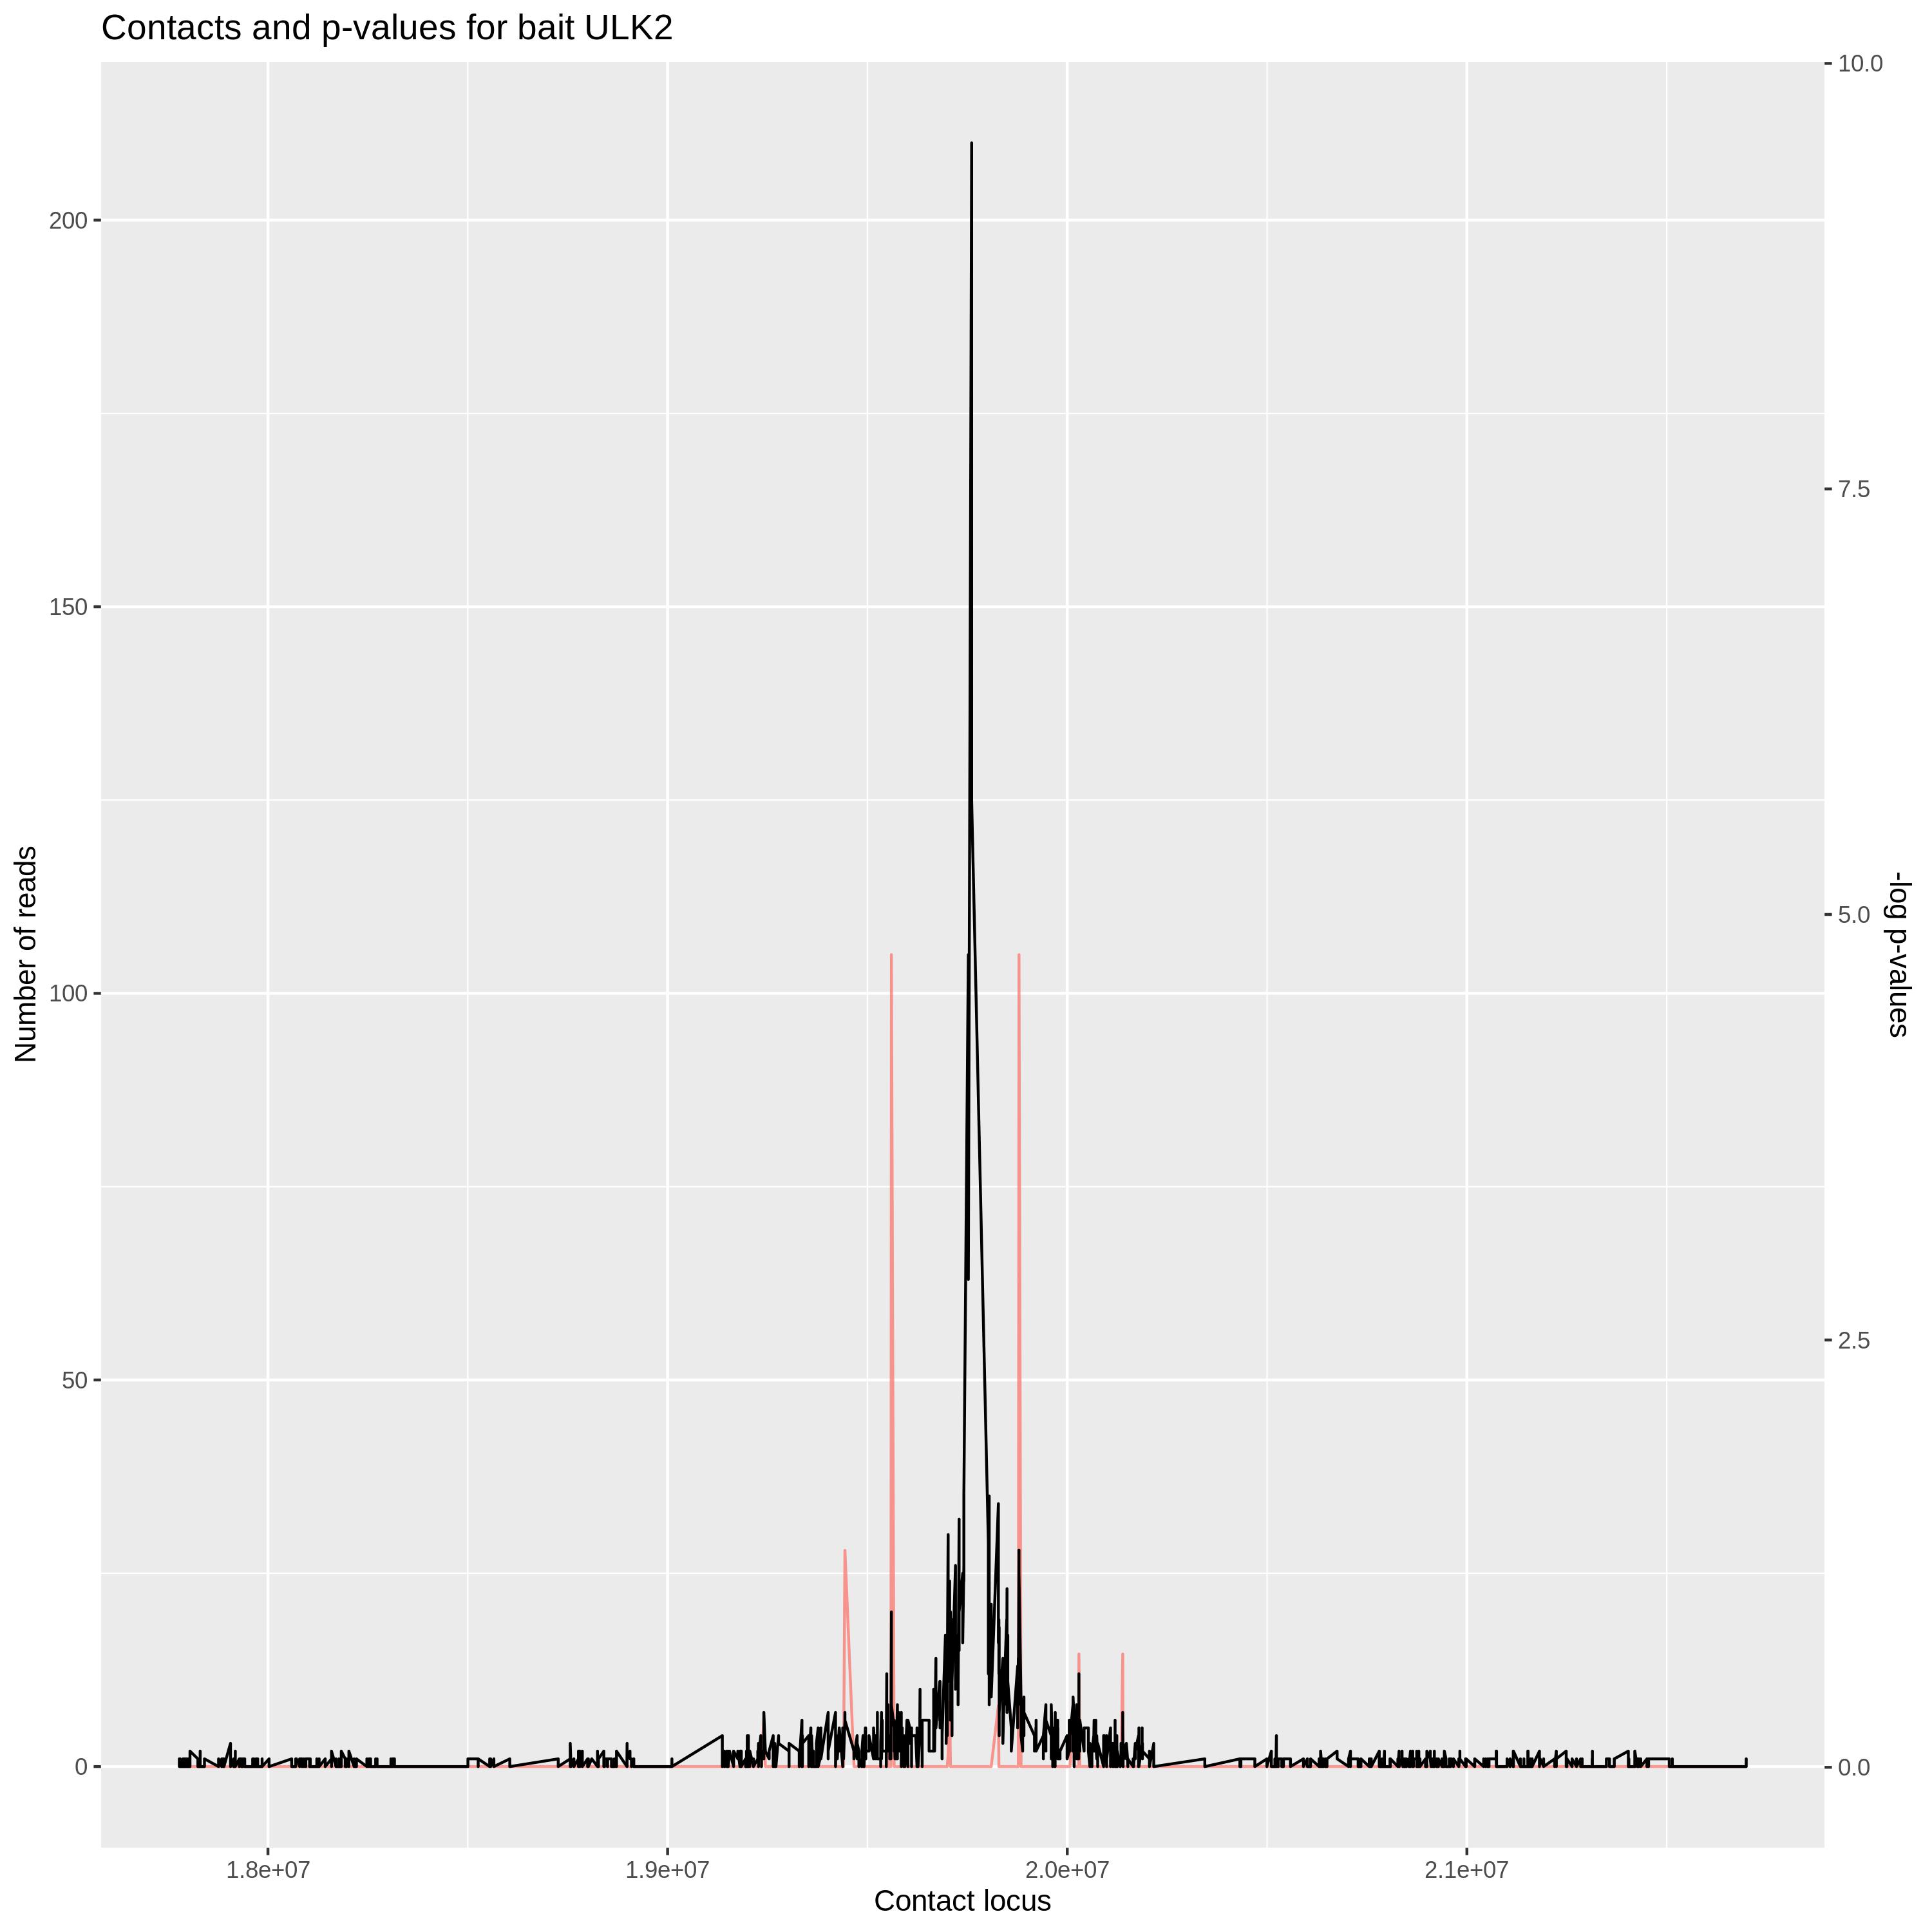 Contacts and p-values for bait ULK2
Number of reads
200
150
100
50
0
10.0
7.5
5.0
2.5
0.0
-log p-values
1.8e+07
1.9e+07
2.0e+07
2.1e+07
Contact locus